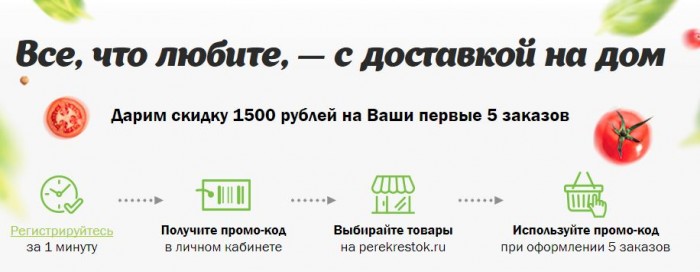 Все, что любите, — с доставкой на дом
Дарим скидку 1500 рублей на Ваши первые 5 заказов
Регистрируйтесь
за 1 минуту
Получите промо-код
в личном кабинете
Выбирайте товары
на perekrestok.ru
Используйте промо-код
при оформлении 5 заказов